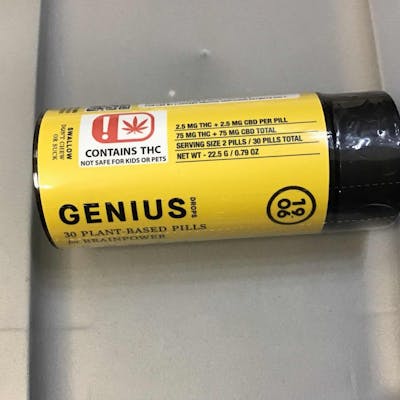 SWALLOW
DON'T CHEW
OR SUCK
!
CONTAINS THC
NOT SAFE FOR KIDS OR PETS
2.5 MG THC + 2.5 MG CBD PER PILL
75 MG THC + 75 MG CBD TOTAL
SERVING SIZE 2 PILLS / 30 PILLS TOTAL
NET WT - 22.5 G / 0.79 OZ
GENIUS
DROPS
30 PLANT-BASED PILLS
for BRAINPOWER
19
06